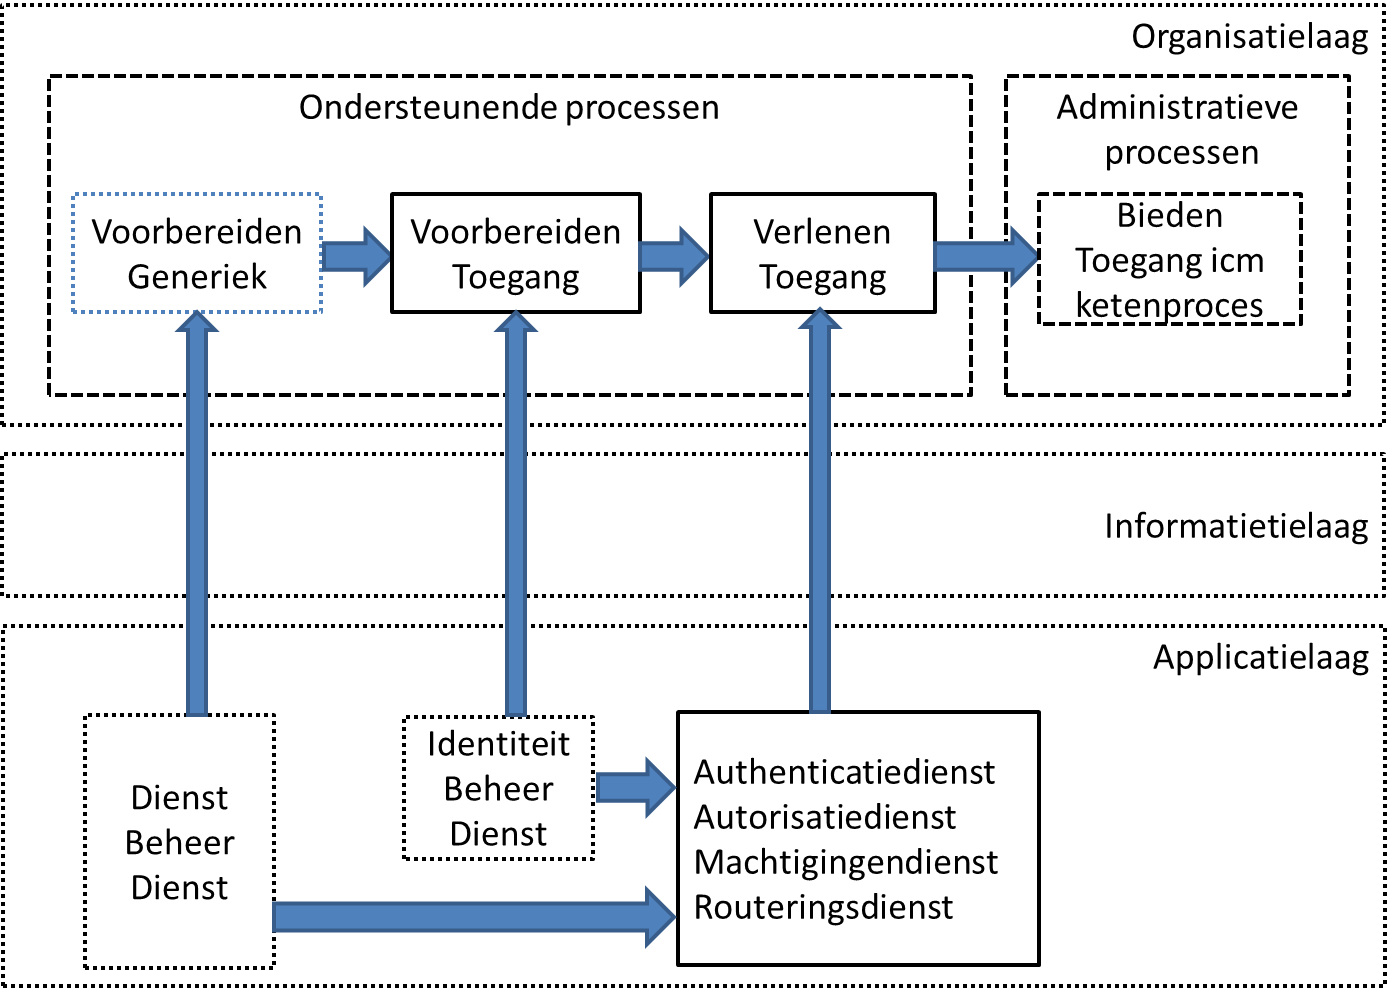 Organisatielaag
Ondersteunende processen
Administratieve
processen
Voorbereiden
Generiek
Voorbereiden
Toegang
Verlenen
Toegang
Bieden
Toegang icm
ketenproces
Informatietielaag
Applicatielaag
Dienst
Beheer
Dienst
Identiteit
Beheer
Dienst
Authenticatiedienst
Autorisatiedienst
Machtigingendienst
Routeringsdienst